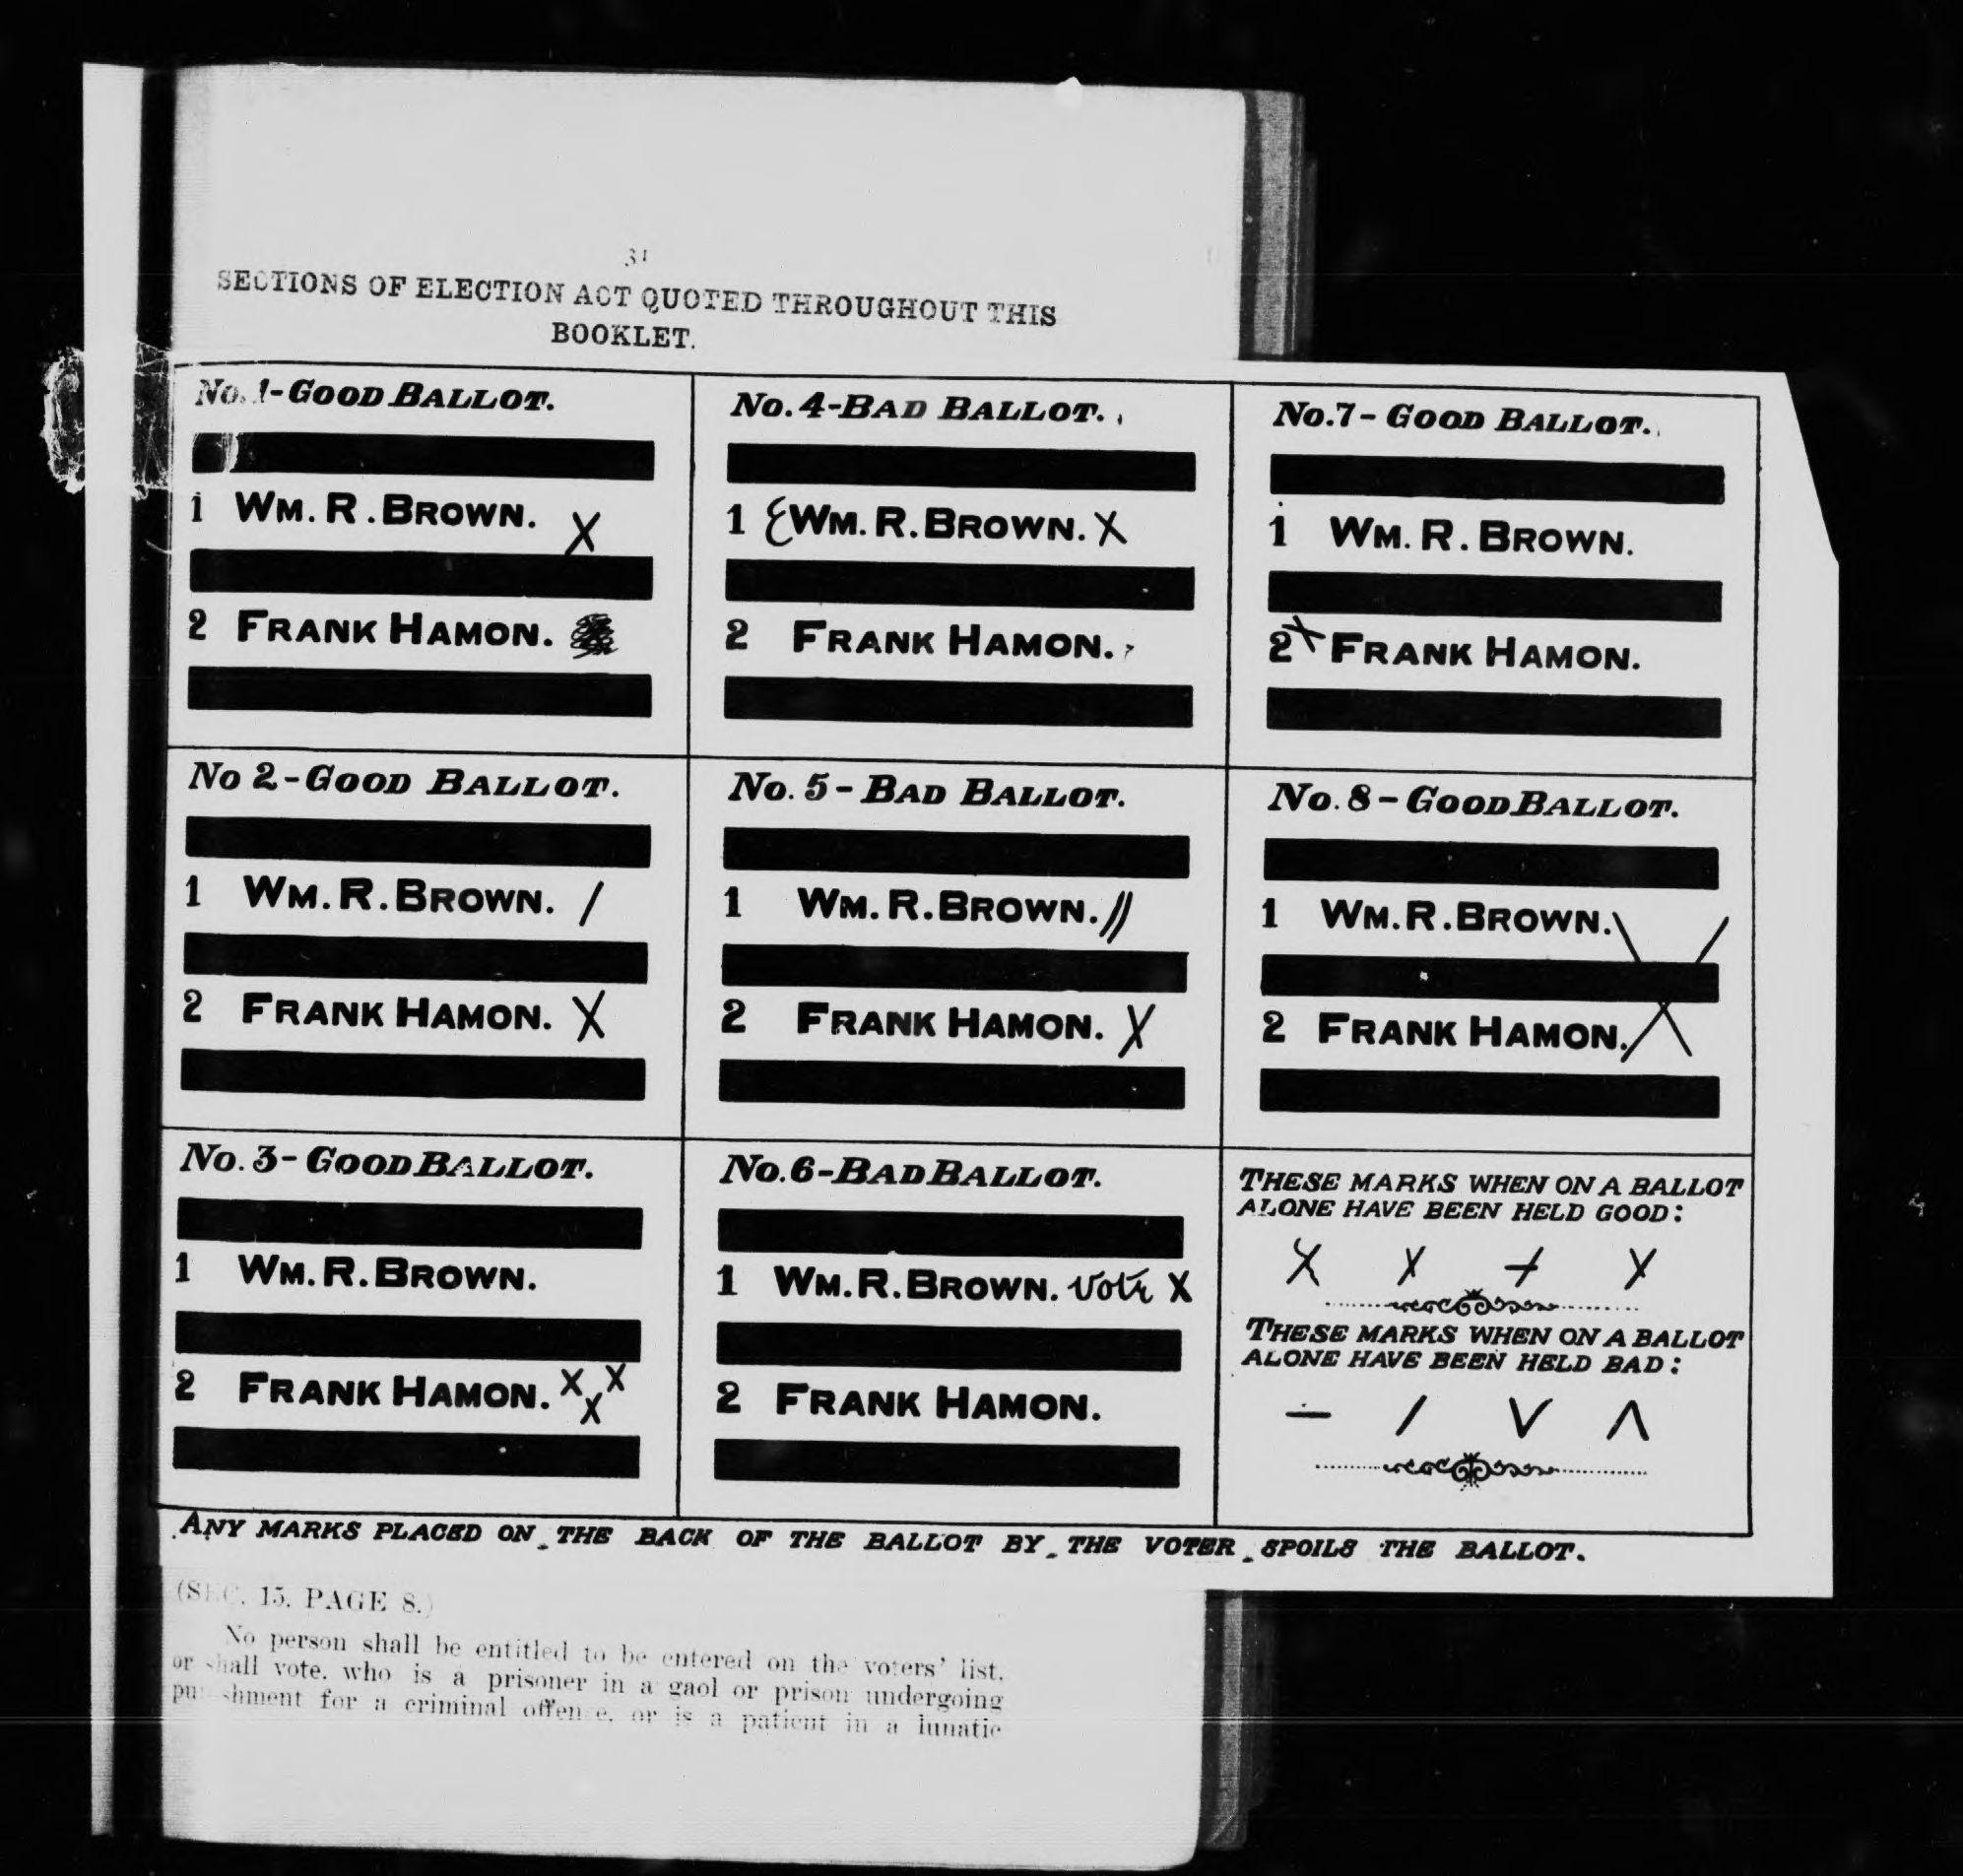 31
SECTIONS OF ELECTION ACT QUOTED THROUGHOUT THIS
BOOKLET.
No. 1-GOOD BALLOT.
1 WM. R. BROWN. X
2 FRANK HAMON.
No 2-GOOD BALLOT.
1 WM. R. BROWN. /
2 FRANK HAMON. X
No. 3-GOOD BALLOT.
1 WM. R. BROWN.
2 FRANK HAMON. X X X
No. 4-BAD BALLOT.
1 WM. R. BROWN. X
2 FRANK HAMON.
No. 5-BAD BALLOT.
1 WM. R. BROWN. //
2 FRANK HAMON. X
No. 6-BAD BALLOT.
1 WM. R. BROWN. vote X
2 FRANK HAMON.
No. 7-GOOD BALLOT.
1 WM. R. BROWN.
2 X FRANK HAMON.
No. 8-GOOD BALLOT.
1 WM. R. BROWN. \ /
2 FRANK HAMON. / \
THESE MARKS WHEN ON A BALLOT
ALONE HAVE BEEN HELD GOOD:
X X + X
THESE MARKS WHEN ON A BALLOT
ALONE HAVE BEEN HELD BAD:
— / V Λ
ANY MARKS PLACED ON THE BACK OF THE BALLOT BY THE VOTER SPOILS THE BALLOT.
(SEC. 15, PAGE 8.)
No person shall be entitled to be entered on the voters' list,
or shall vote, who is a prisoner in a gaol or prison undergoing
punishment for a criminal offence, or is a patient in a lunatic